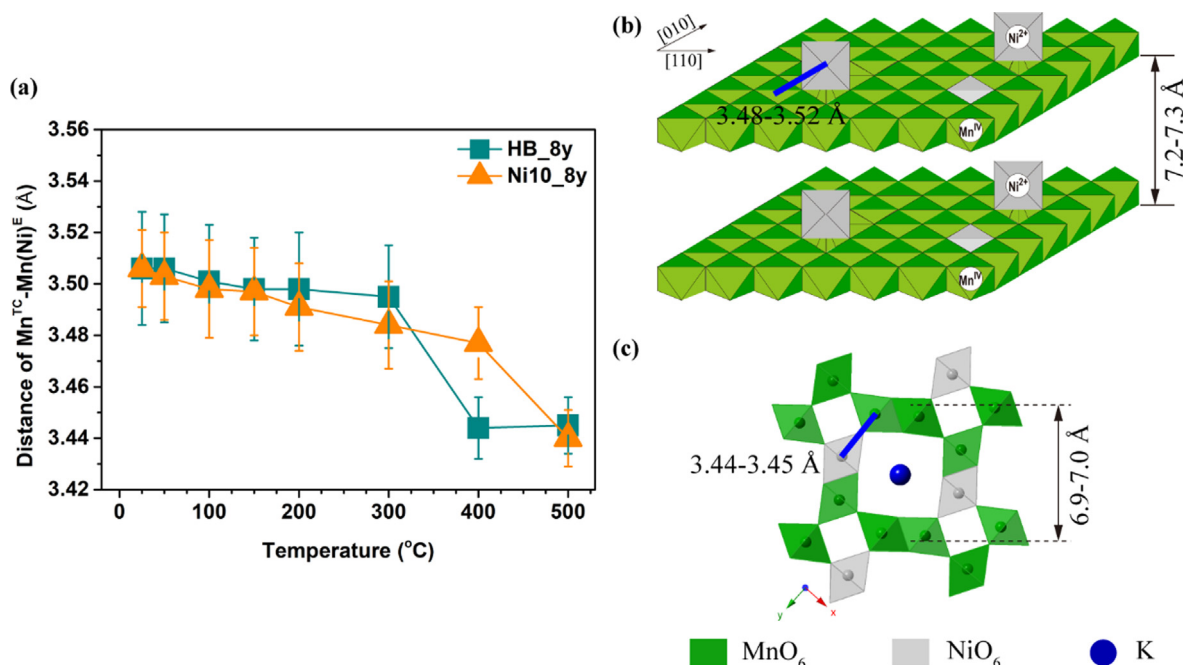 (a)
Distance of Mn^TC-Mn(Ni)^E (Å)
3.56
3.54
3.52
3.50
3.48
3.46
3.44
3.42
HB_8y
Ni10_8y
0 100 200 300 400 500
Temperature (°C)
(b)
[010]
[110]
Ni²⁺
3.48-3.52 Å
Mn^IV
7.2-7.3 Å
Ni²⁺
Mn^IV
(c)
3.44-3.45 Å
6.9-7.0 Å
y x
MnO₆ NiO₆ K